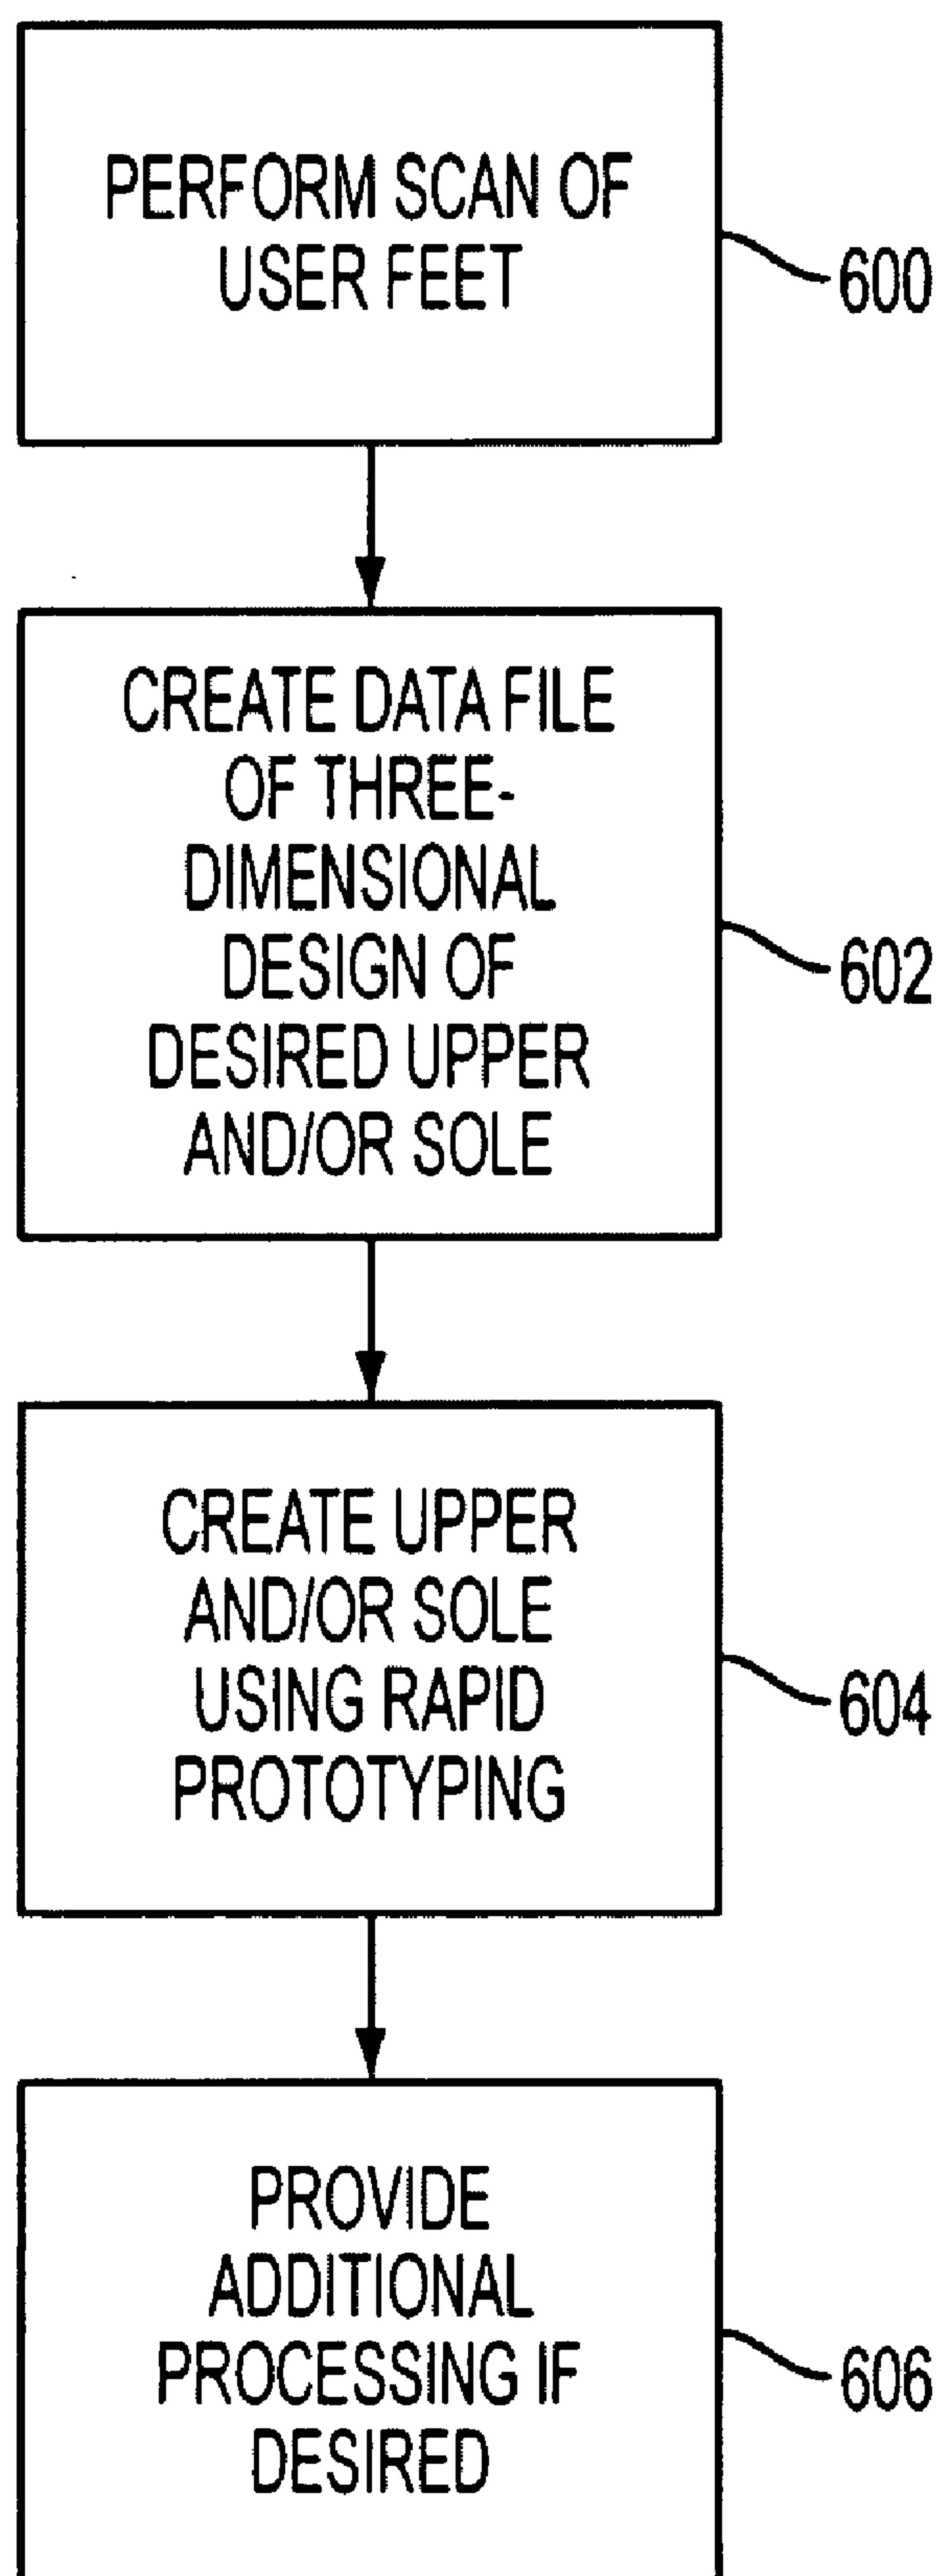 PERFORM SCAN OF
USER FEET
600
CREATE DATA FILE
OF THREE-
DIMENSIONAL
DESIGN OF
DESIRED UPPER
AND/OR SOLE
602
CREATE UPPER
AND/OR SOLE
USING RAPID
PROTOTYPING
604
PROVIDE
ADDITIONAL
PROCESSING IF
DESIRED
606